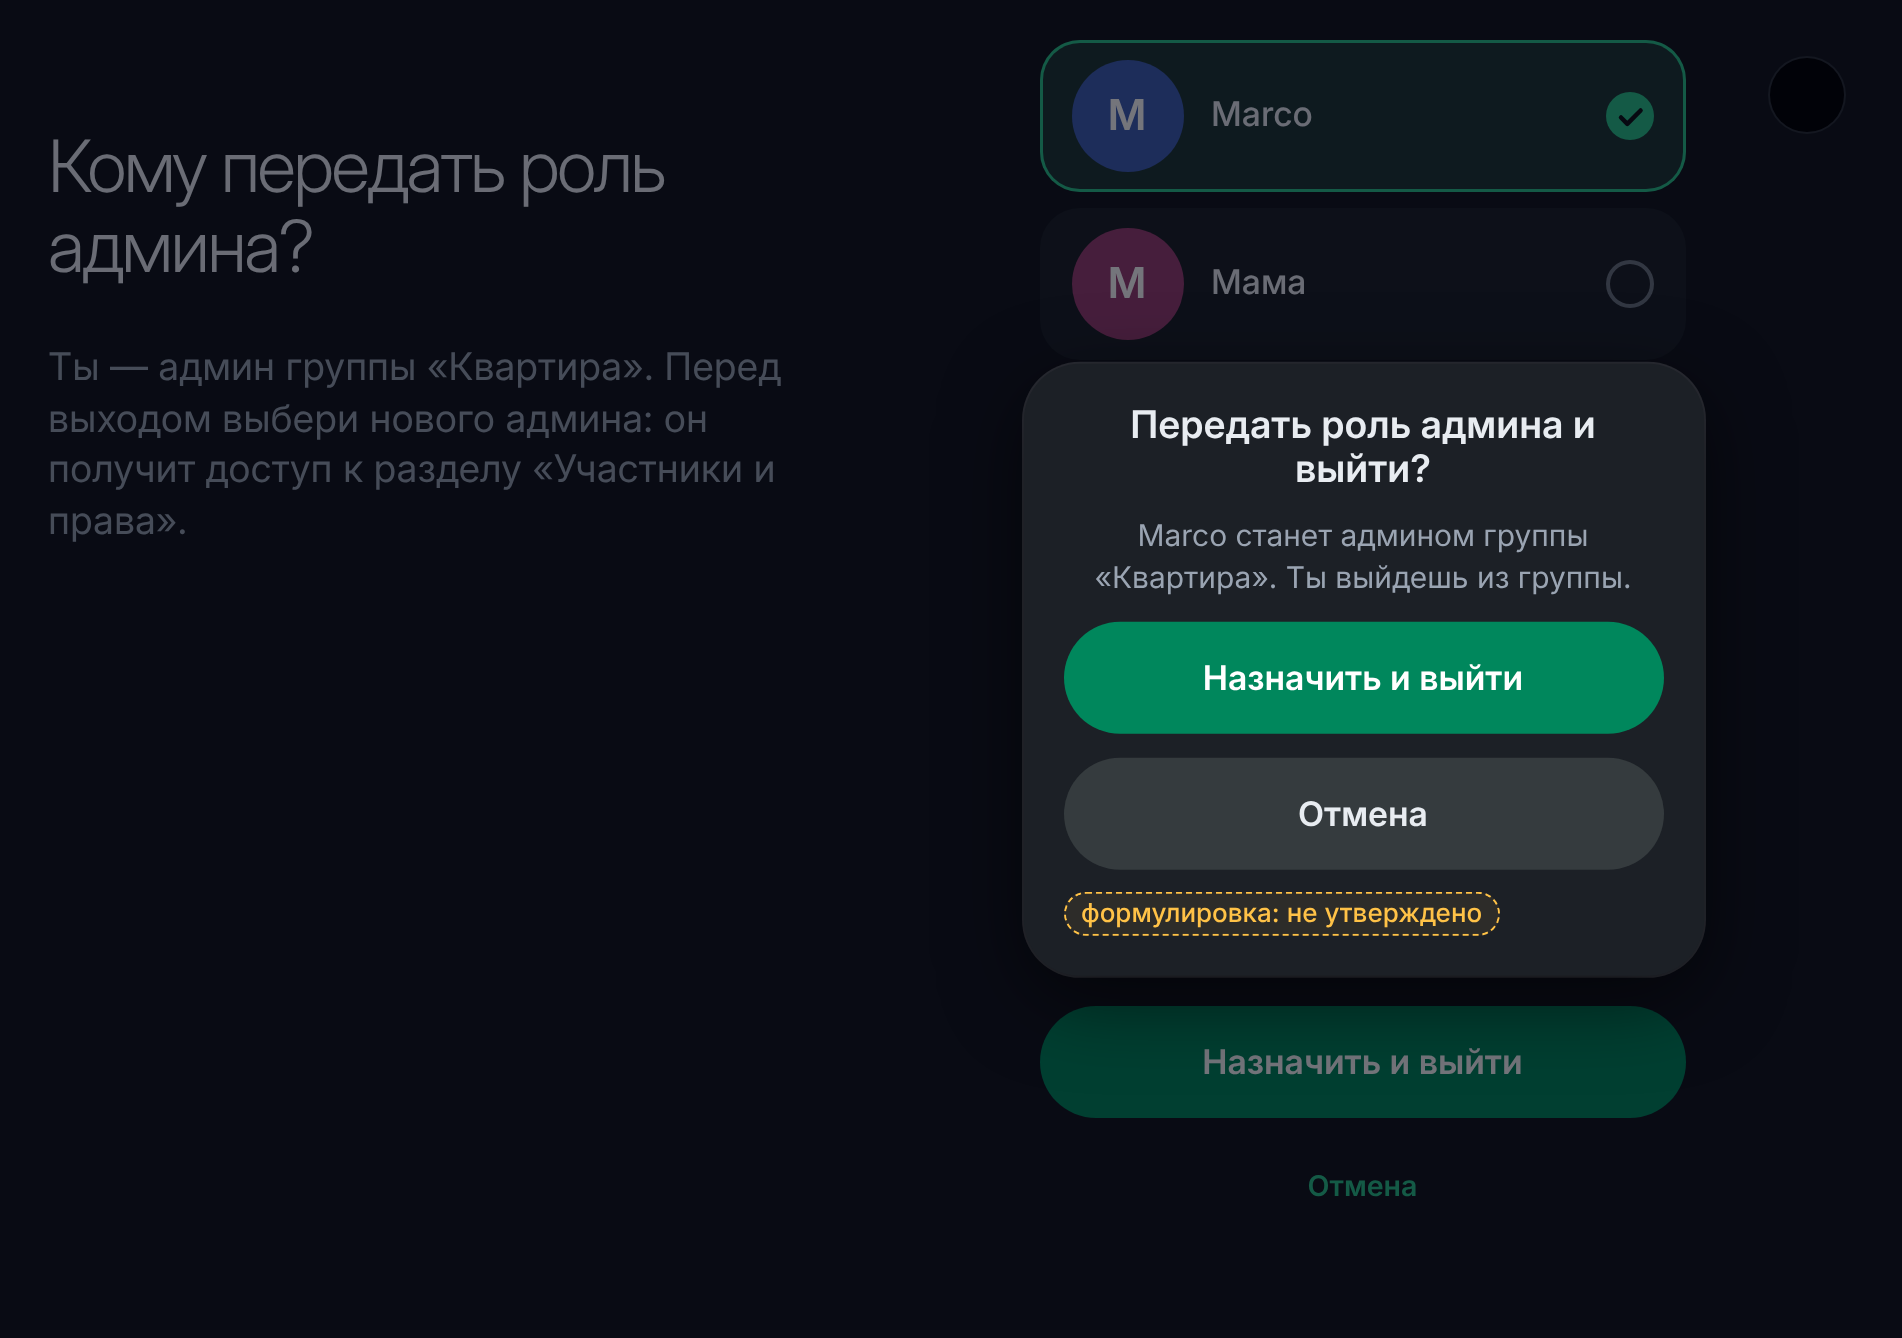 Кому передать роль
админа?
Ты — админ группы «Квартира». Перед
выходом выбери нового админа: он
получит доступ к разделу «Участники и
права».
M
Marco
М
Мама
Передать роль админа и
выйти?
Marco станет админом группы
«Квартира». Ты выйдешь из группы.
Назначить и выйти
Отмена
формулировка: не утверждено
Назначить и выйти
Отмена